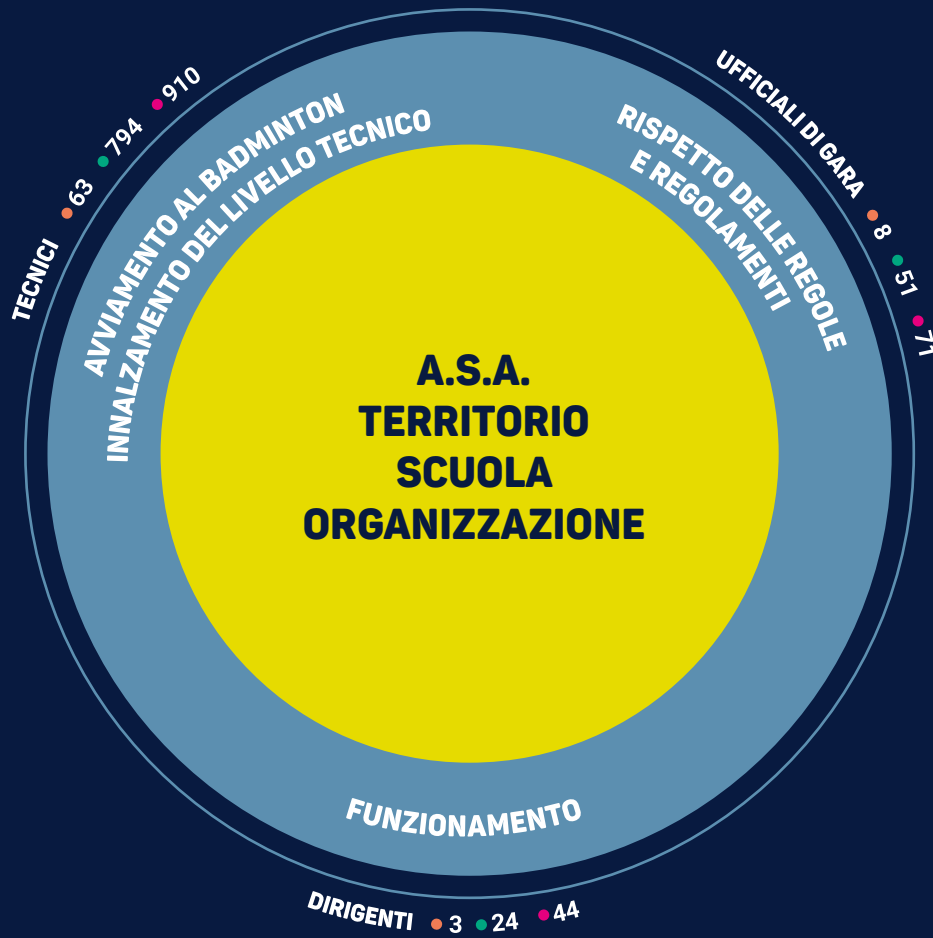 TECNICI 63 794 910
UFFICIALI DI GARA 8 51 71
AVVIAMENTO AL BADMINTON
INNALZAMENTO DEL LIVELLO TECNICO
RISPETTO DELLE REGOLE
E REGOLAMENTI
A.S.A.
TERRITORIO
SCUOLA
ORGANIZZAZIONE
FUNZIONAMENTO
DIRIGENTI 3 24 44